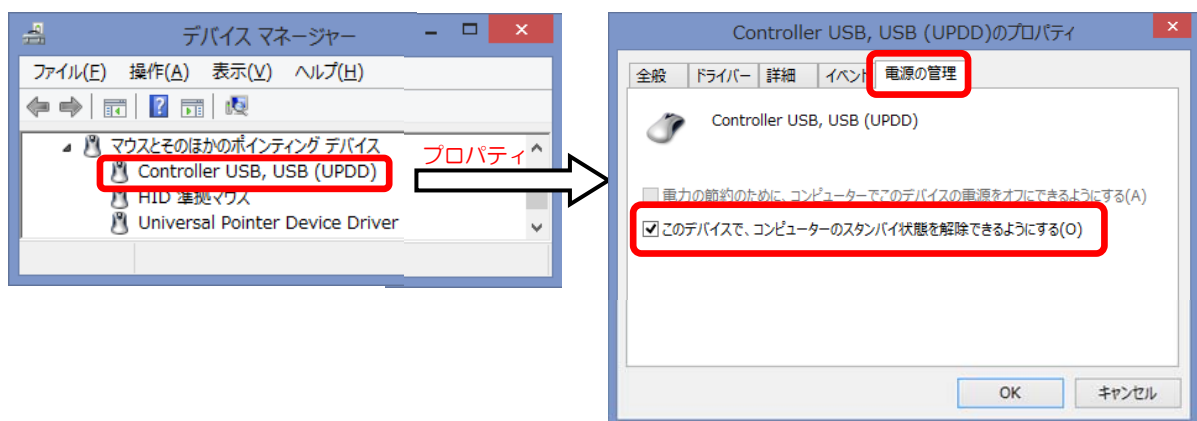 デバイス マネージャー
ファイル(F) 操作(A) 表示(V) ヘルプ(H)
マウスとそのほかのポインティング デバイス
Controller USB, USB (UPDD)
HID 準拠マウス
Universal Pointer Device Driver
プロパティ
Controller USB, USB (UPDD)のプロパティ
全般 ドライバー 詳細 イベント 電源の管理
Controller USB, USB (UPDD)
電力の節約のために、コンピューターでこのデバイスの電源をオフにできるようにする(A)
このデバイスで、コンピューターのスタンバイ状態を解除できるようにする(O)
OK キャンセル